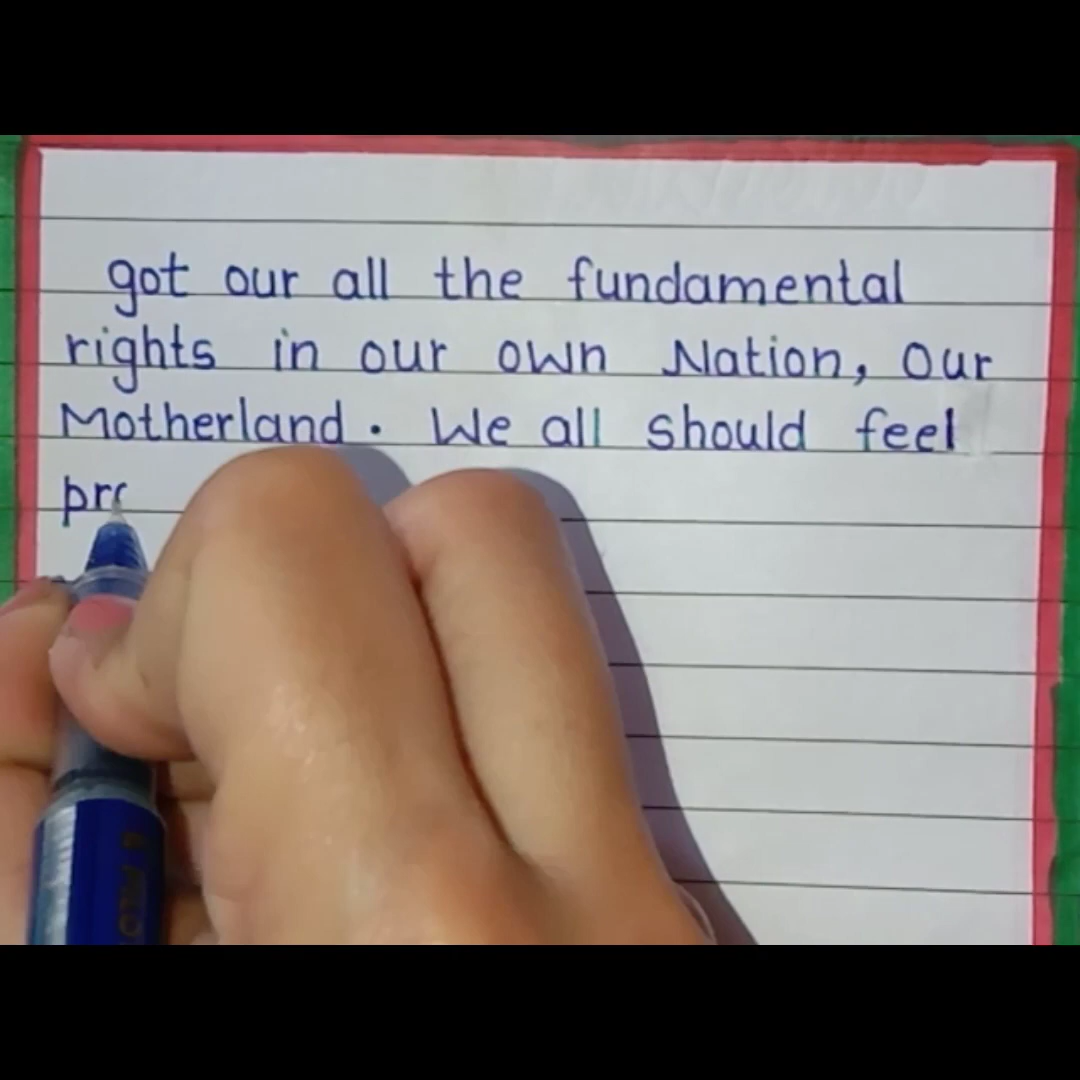 got our all the fundamental
rights in our own Nation, Our
Motherland. We all should feel